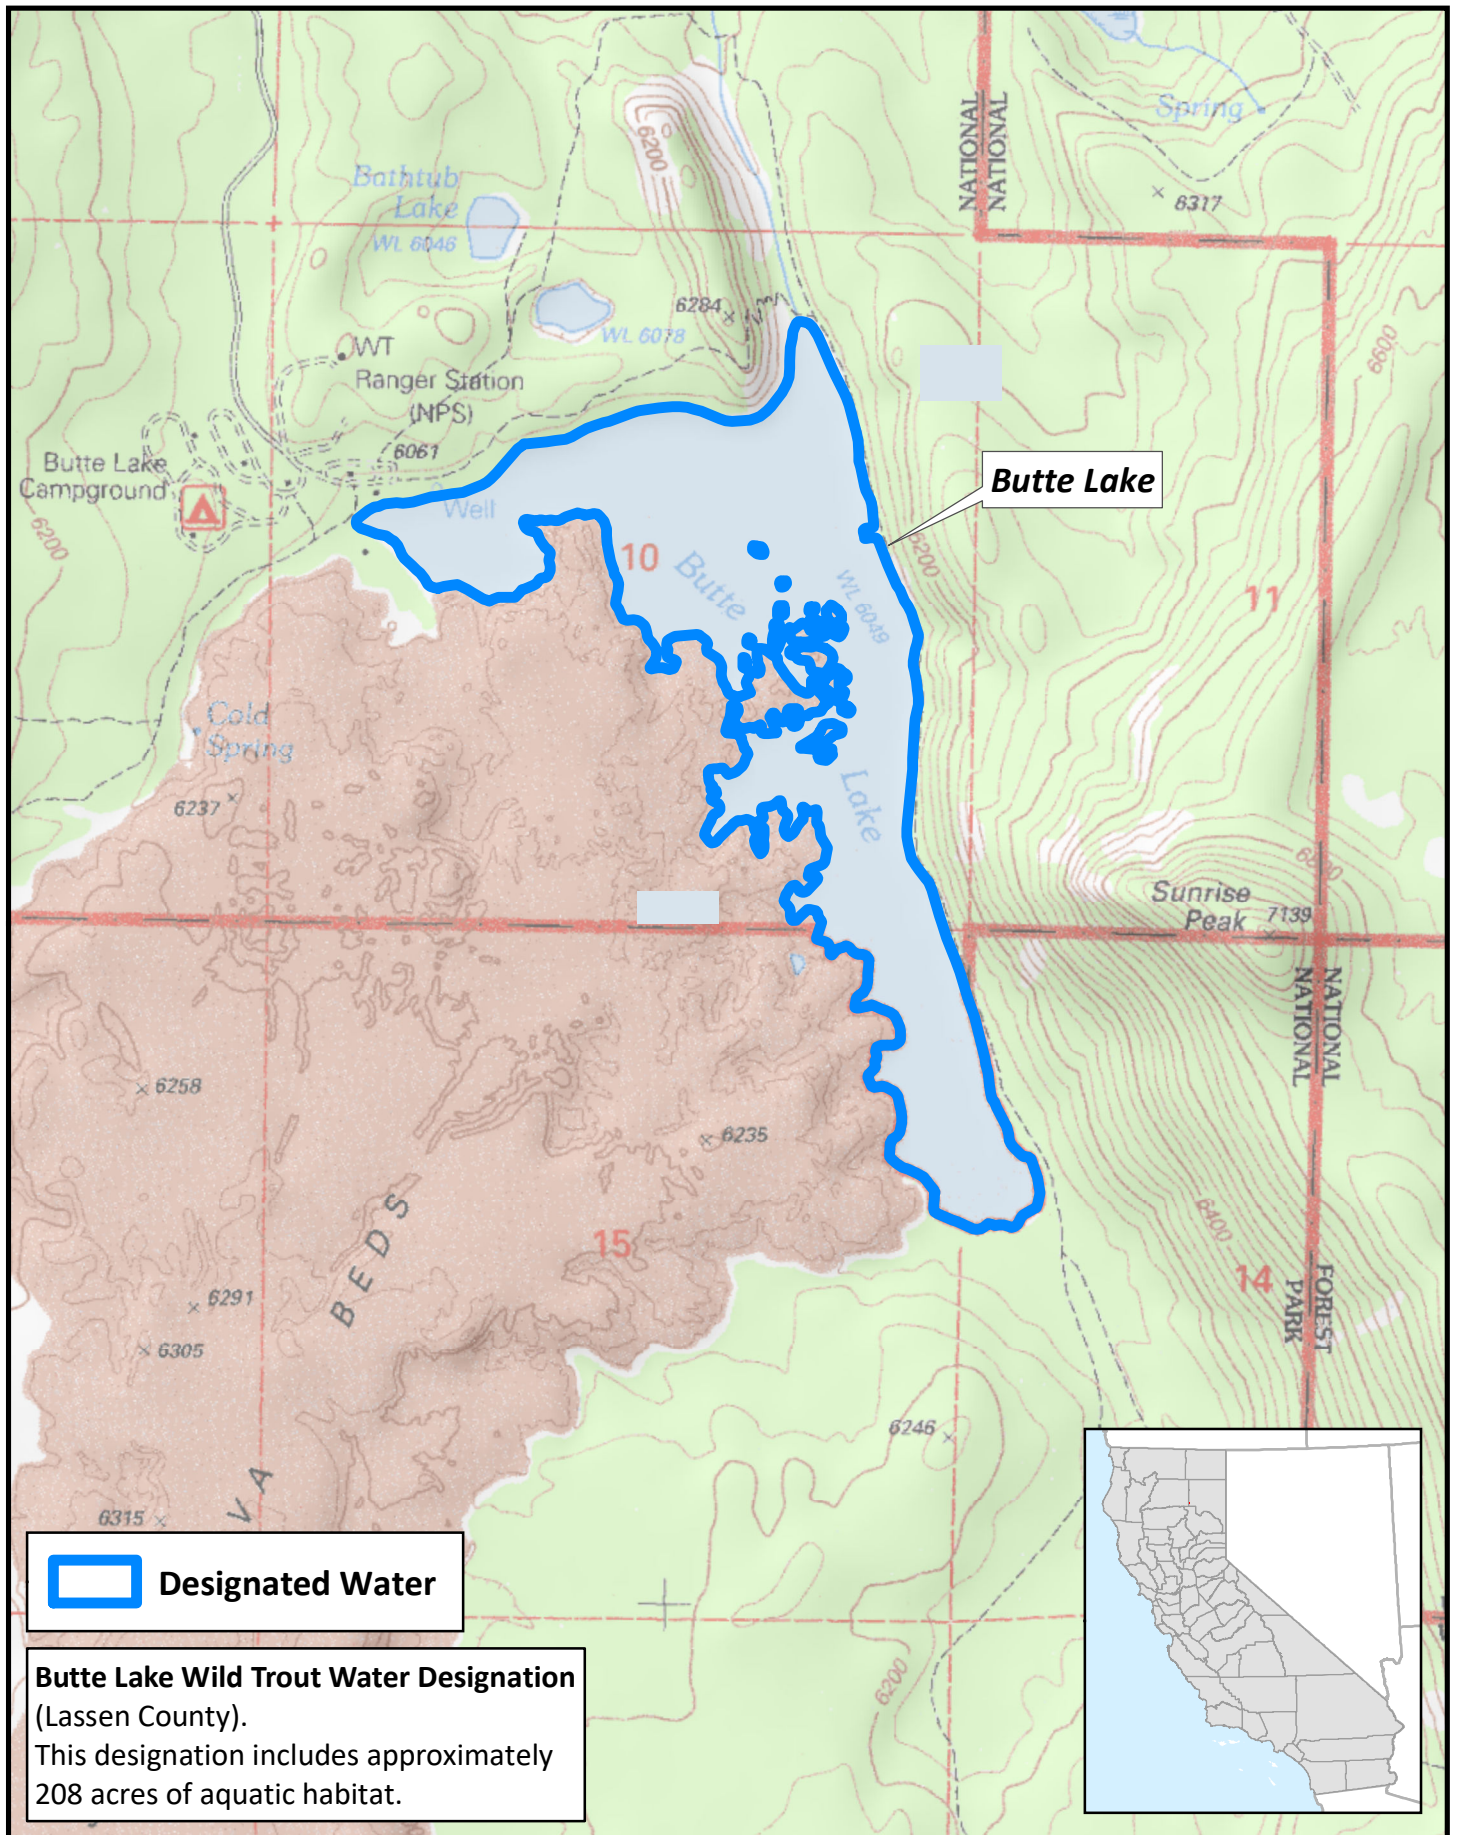 NATIONAL
NATIONAL
Spring
6317
6200
Bathtub
Lake
WL 6046
6284
WL 6078
WT
Ranger Station
(NPS)
6061
6600
Butte Lake
Campground
6200
Well
Butte Lake
10
Butte
Lake
WL 6049
6200
11
Cold
Spring
6237
Sunrise
Peak
7139
NATIONAL
NATIONAL
6258
6235
6400
15
14
BEDS
FOREST
PARK
6291
6305
6246
VA
6315
6200
Designated Water
Butte Lake Wild Trout Water Designation
(Lassen County).
This designation includes approximately
208 acres of aquatic habitat.